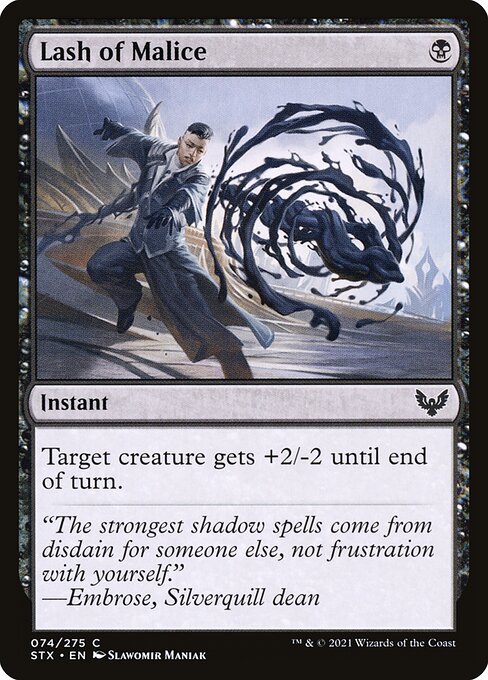 Lash of Malice
Instant
Target creature gets +2/-2 until end
of turn.
“The strongest shadow spells come from
disdain for someone else, not frustration
with yourself.”
—Embrose, Silverquill dean
074/275 C
STX • EN Slawomir Maniak
™ & © 2021 Wizards of the Coast